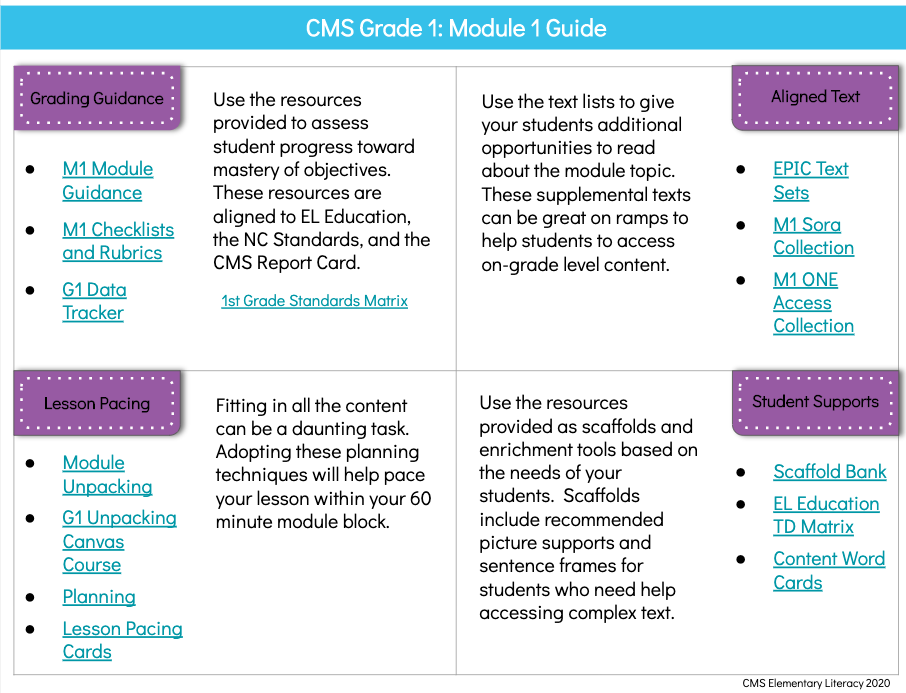 CMS Grade 1: Module 1 Guide
Grading Guidance
● M1 Module
Guidance
● M1 Checklists
and Rubrics
● G1 Data
Tracker
Use the resources
provided to assess
student progress toward
mastery of objectives.
These resources are
aligned to EL Education,
the NC Standards, and the
CMS Report Card.
1st Grade Standards Matrix
Use the text lists to give
your students additional
opportunities to read
about the module topic.
These supplemental texts
can be great on ramps to
help students to access
on-grade level content.
Aligned Text
● EPIC Text
Sets
● M1 Sora
Collection
● M1 ONE
Access
Collection
Lesson Pacing
● Module
Unpacking
● G1 Unpacking
Canvas
Course
● Planning
● Lesson Pacing
Cards
Fitting in all the content
can be a daunting task.
Adopting these planning
techniques will help pace
your lesson within your 60
minute module block.
Use the resources
provided as scaffolds and
enrichment tools based on
the needs of your
students.  Scaffolds
include recommended
picture supports and
sentence frames for
students who need help
accessing complex text.
Student Supports
● Scaffold Bank
● EL Education
TD Matrix
● Content Word
Cards
CMS Elementary Literacy 2020